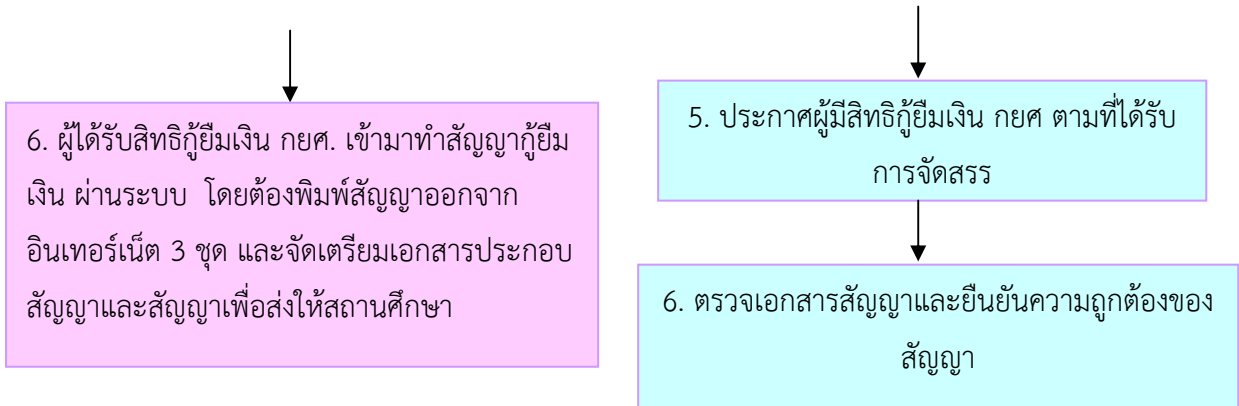 6. ผู้ได้รับสิทธิกู้ยืมเงิน กยศ. เข้ามาทำสัญญากู้ยืม
เงิน ผ่านระบบ โดยต้องพิมพ์สัญญาออกจาก
อินเทอร์เน็ต 3 ชุด และจัดเตรียมเอกสารประกอบ
สัญญาและสัญญาเพื่อส่งให้สถานศึกษา
5. ประกาศผู้มีสิทธิกู้ยืมเงิน กยศ ตามที่ได้รับ
การจัดสรร
6. ตรวจเอกสารสัญญาและยืนยันความถูกต้องของ
สัญญา